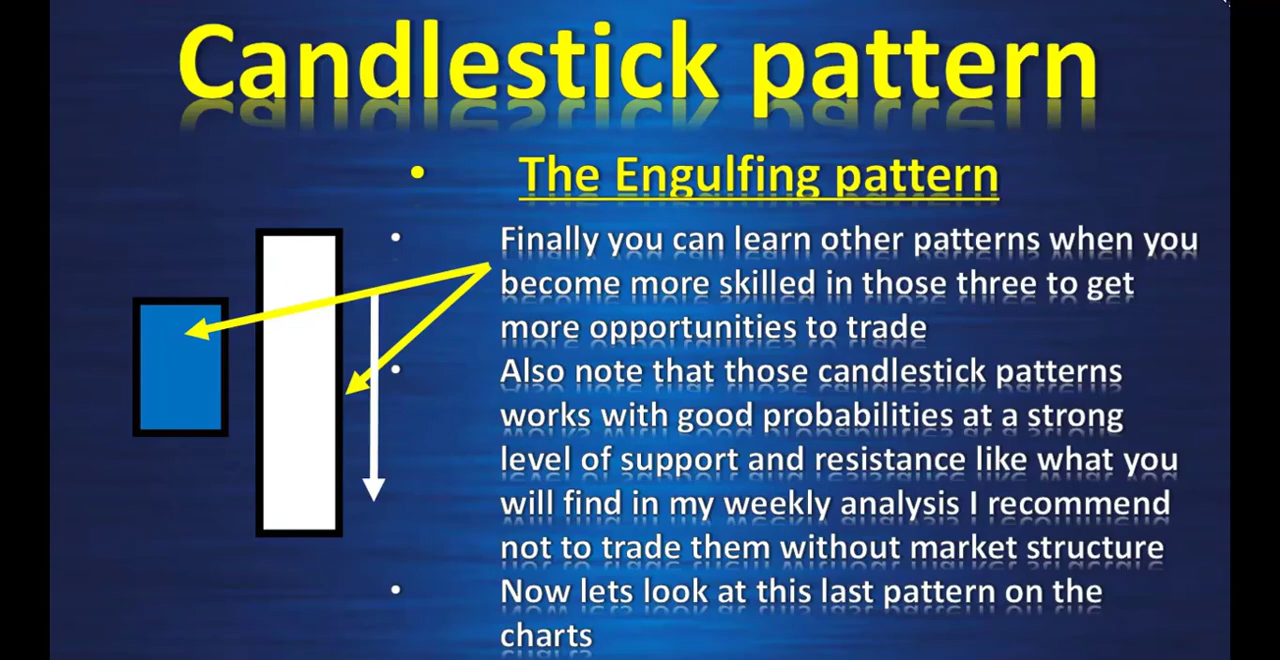 Candlestick pattern
• The Engulfing pattern
• Finally you can learn other patterns when you
become more skilled in those three to get
more opportunities to trade
• Also note that those candlestick patterns
works with good probabilities at a strong
level of support and resistance like what you
will find in my weekly analysis I recommend
not to trade them without market structure
• Now lets look at this last pattern on the
charts